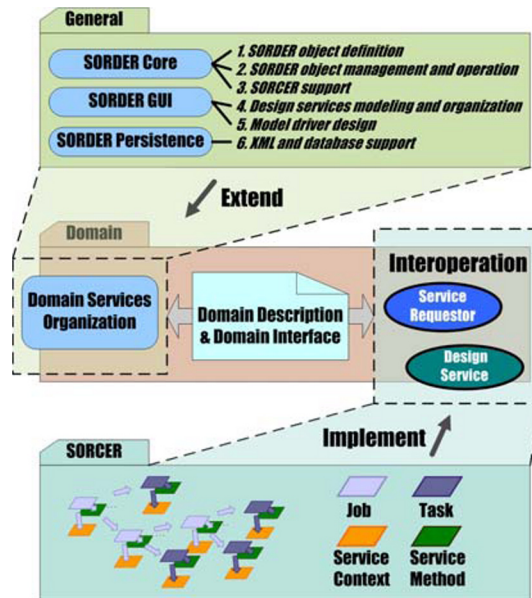 General
SORDER Core
SORDER GUI
SORDER Persistence
1. SORDER object definition
2. SORDER object management and operation
3. SORCER support
4. Design services modeling and organization
5. Model driver design
6. XML and database support
Extend
Domain
Domain Services
Organization
Domain Description
& Domain Interface
Interoperation
Service
Requestor
Design
Service
Implement
SORCER
Job
Task
Service
Context
Service
Method